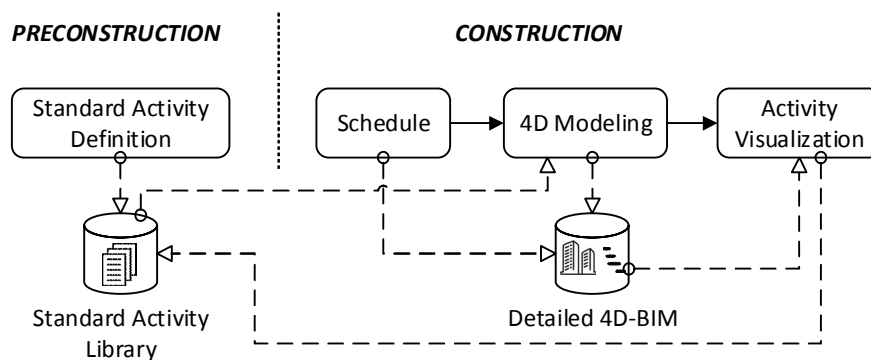 PRECONSTRUCTION
CONSTRUCTION
Standard Activity
Definition
Schedule
4D Modeling
Activity
Visualization
Standard Activity
Library
Detailed 4D-BIM